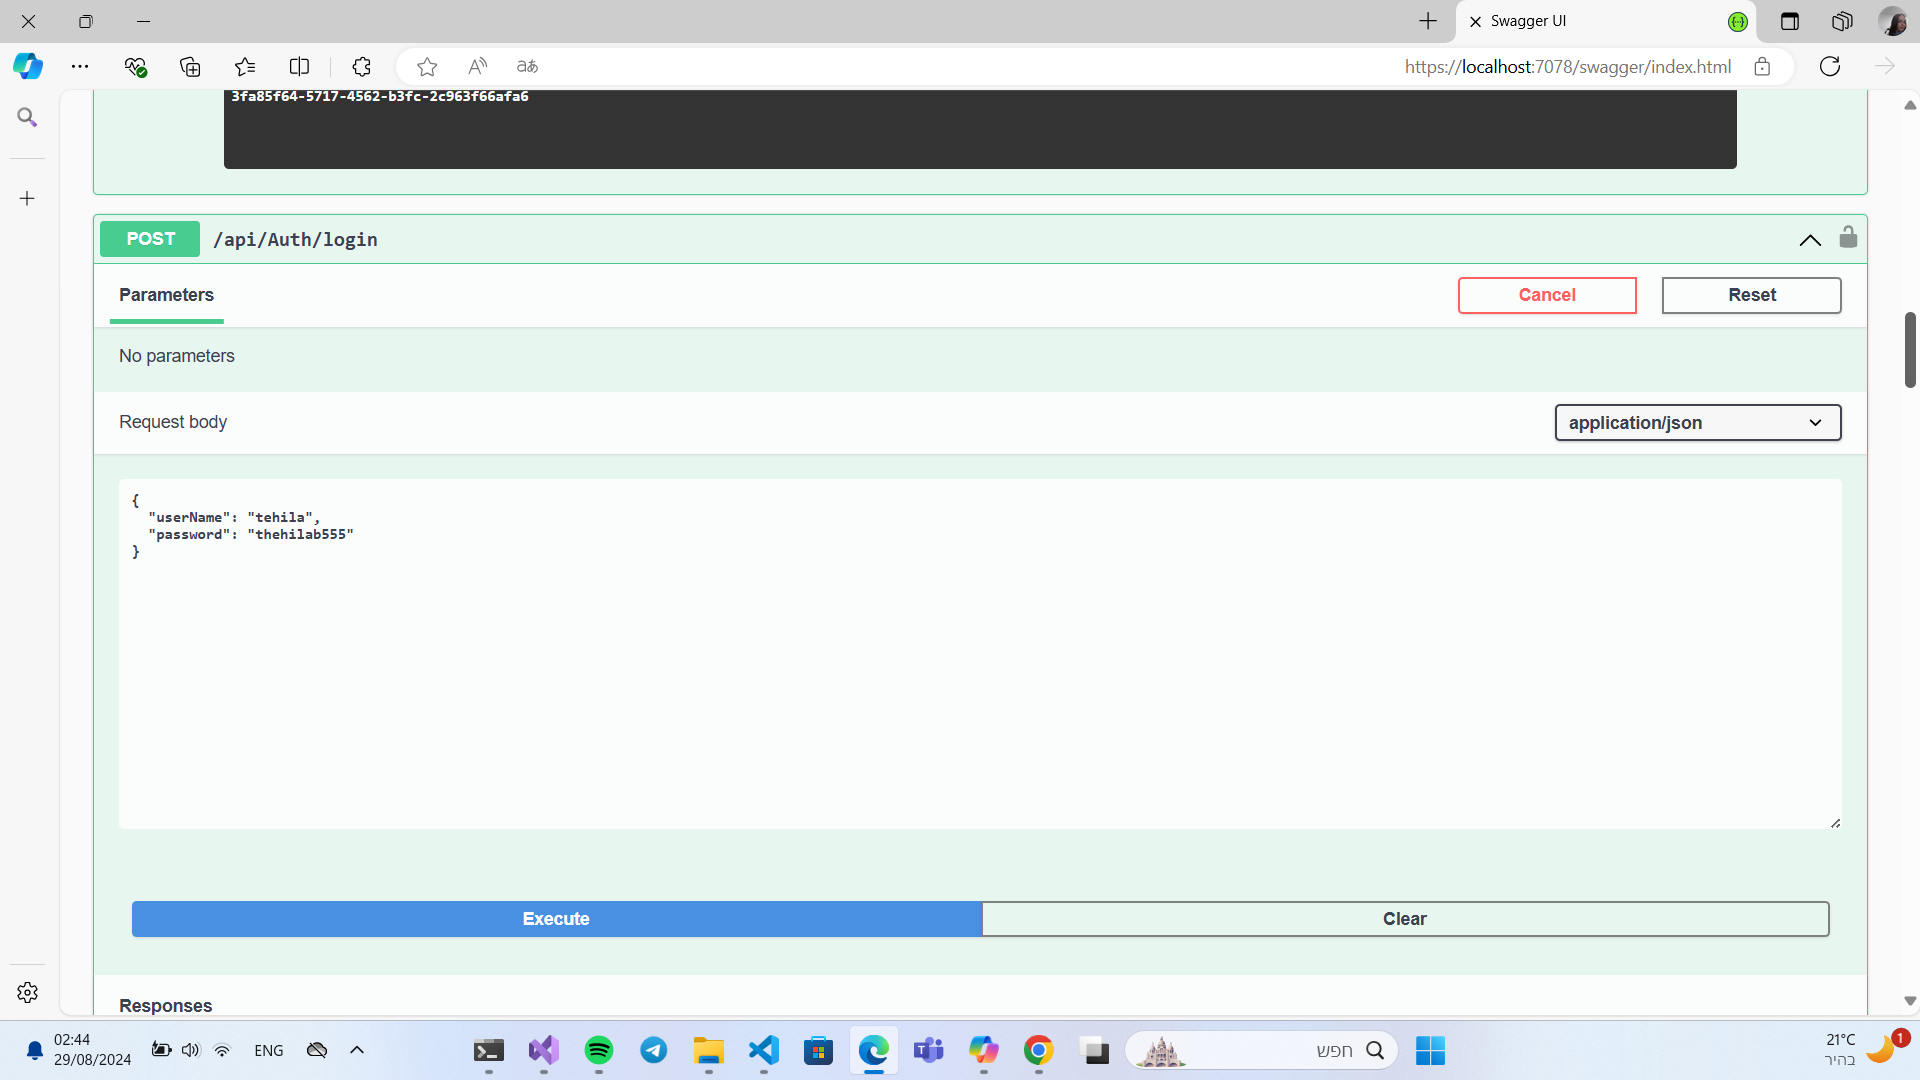 Swagger UI
https://localhost:7078/swagger/index.html
3fa85f64-5717-4562-b3fc-2c963f66afa6
POST /api/Auth/login
Parameters
Cancel
Reset
No parameters
Request body
application/json
{
"userName": "tehila",
"password": "thehilab555"
}
Execute
Clear
Responses
02:44
29/08/2024
ENG
חפש
21°C
בהיר
1